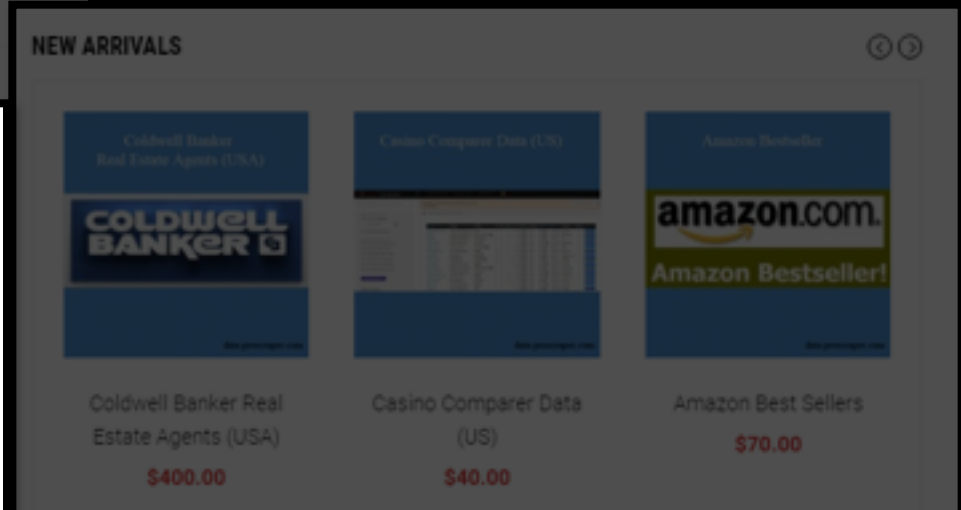 NEW ARRIVALS
Coldwell Banker
Real Estate Agents (USA)
COLDWELL
BANKER
Casino Comparer Data (US)
Amazon Bestseller
amazon.com.
Amazon Bestseller!
Coldwell Banker Real
Estate Agents (USA)
$400.00
Casino Comparer Data
(US)
$40.00
Amazon Best Sellers
$70.00